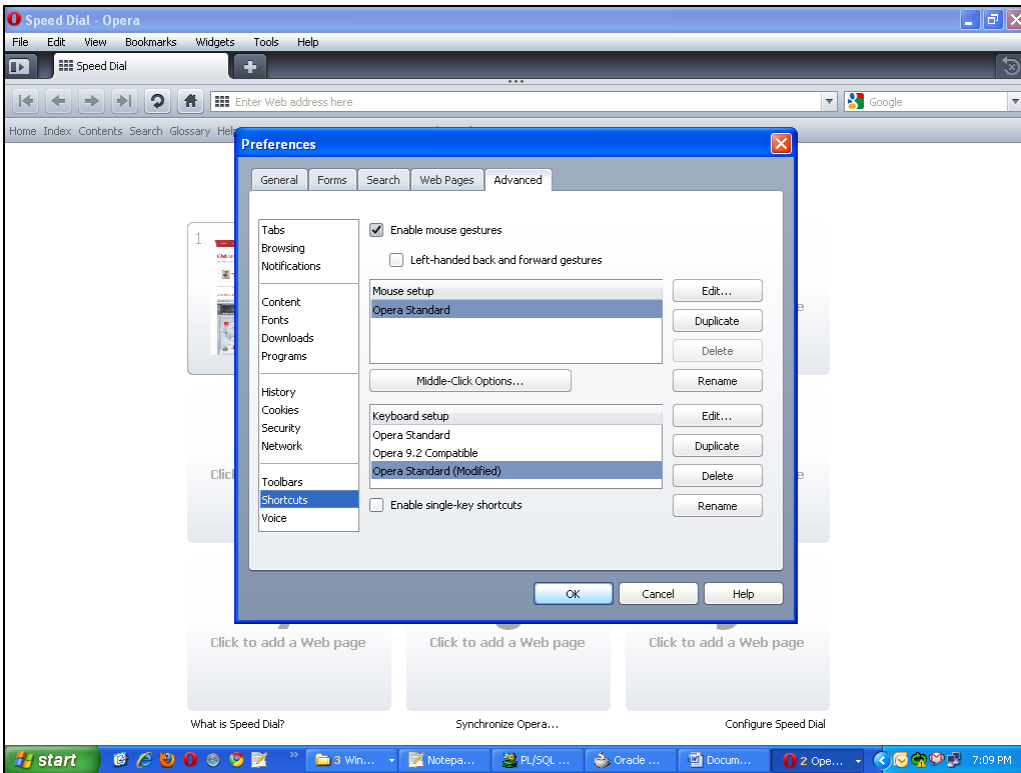 Speed Dial - Opera
File Edit View Bookmarks Widgets Tools Help
Speed Dial
Enter Web address here
Google
Home Index Contents Search Glossary Help
Preferences
General Forms Search Web Pages Advanced
Tabs
Browsing
Notifications
Content
Fonts
Downloads
Programs
History
Cookies
Security
Network
Toolbars
Shortcuts
Voice
Enable mouse gestures
Left-handed back and forward gestures
Mouse setup
Opera Standard
Edit...
Duplicate
Delete
Rename
Middle-Click Options...
Keyboard setup
Opera Standard
Opera 9.2 Compatible
Opera Standard (Modified)
Edit...
Duplicate
Delete
Rename
Enable single-key shortcuts
OK Cancel Help
1
Click to add a Web page Click to add a Web page Click to add a Web page
What is Speed Dial? Synchronize Opera... Configure Speed Dial
start 3 Win... Notepa... PL/SQL ... Oracle ... Docum... 2 Ope... 7:09 PM